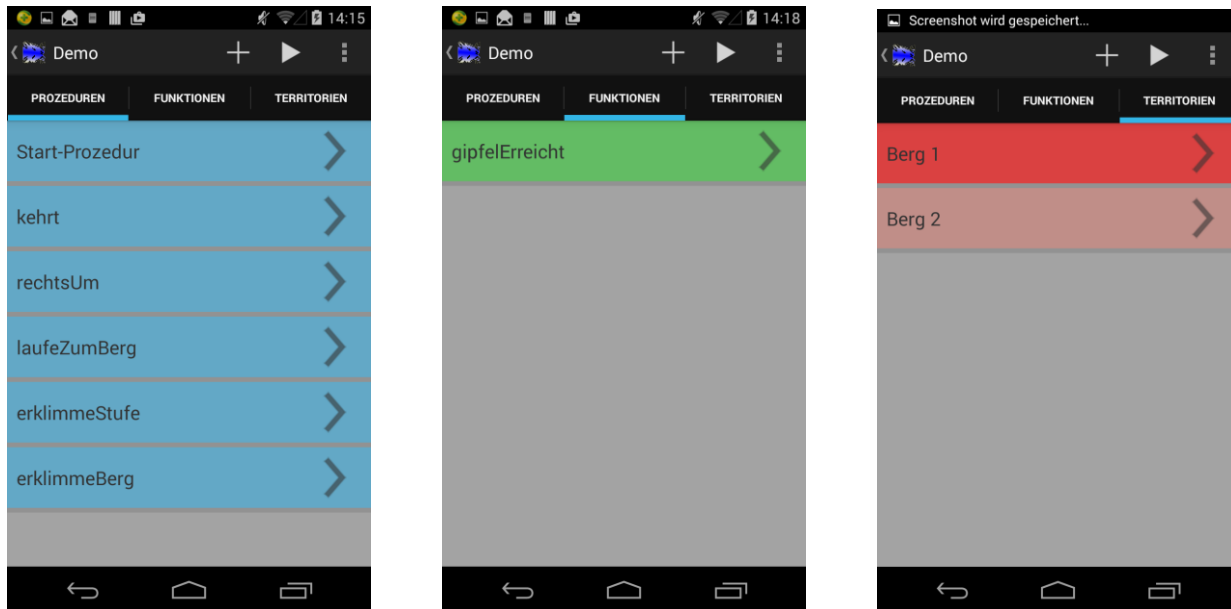 14:15
Demo
PROZEDUREN FUNKTIONEN TERRITORIEN
Start-Prozedur
kehrt
rechtsUm
laufeZumBerg
erklimmeStufe
erklimmeBerg
14:18
Demo
PROZEDUREN FUNKTIONEN TERRITORIEN
gipfelErreicht
Screenshot wird gespeichert...
Demo
PROZEDUREN FUNKTIONEN TERRITORIEN
Berg 1
Berg 2